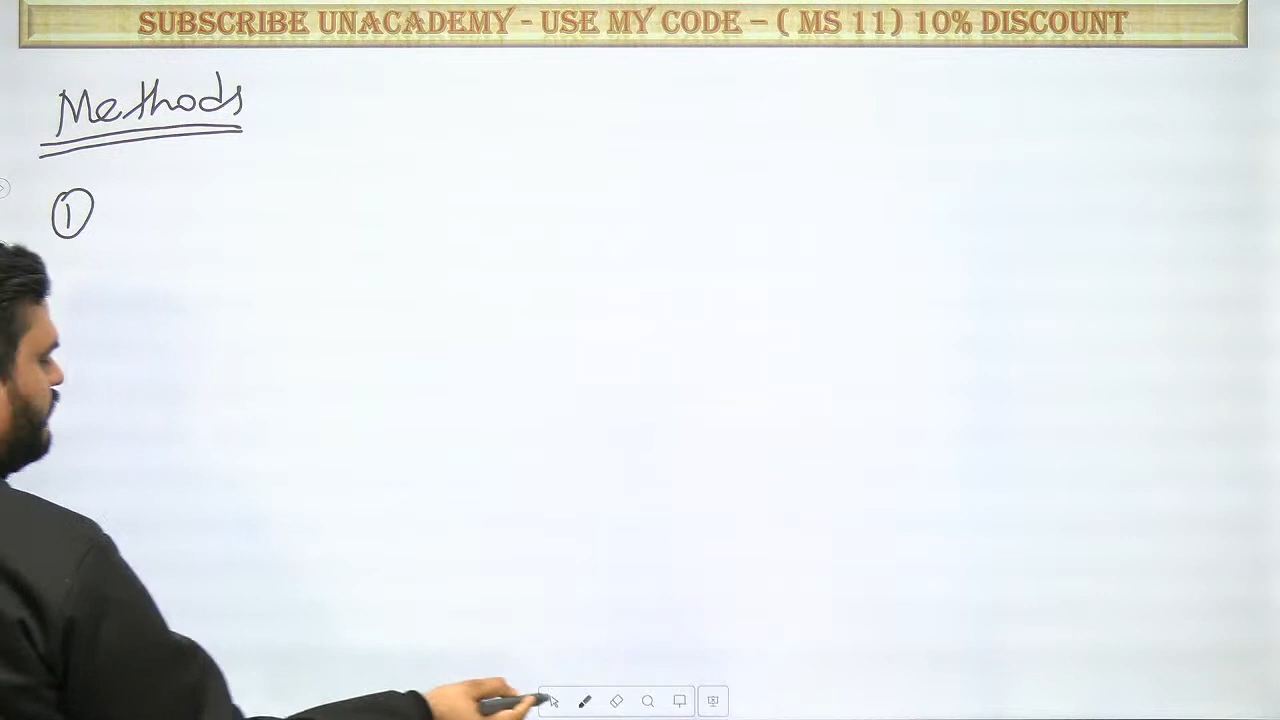 SUBSCRIBE UNACADEMY - USE MY CODE – ( MS 11) 10% DISCOUNT
Methods
①